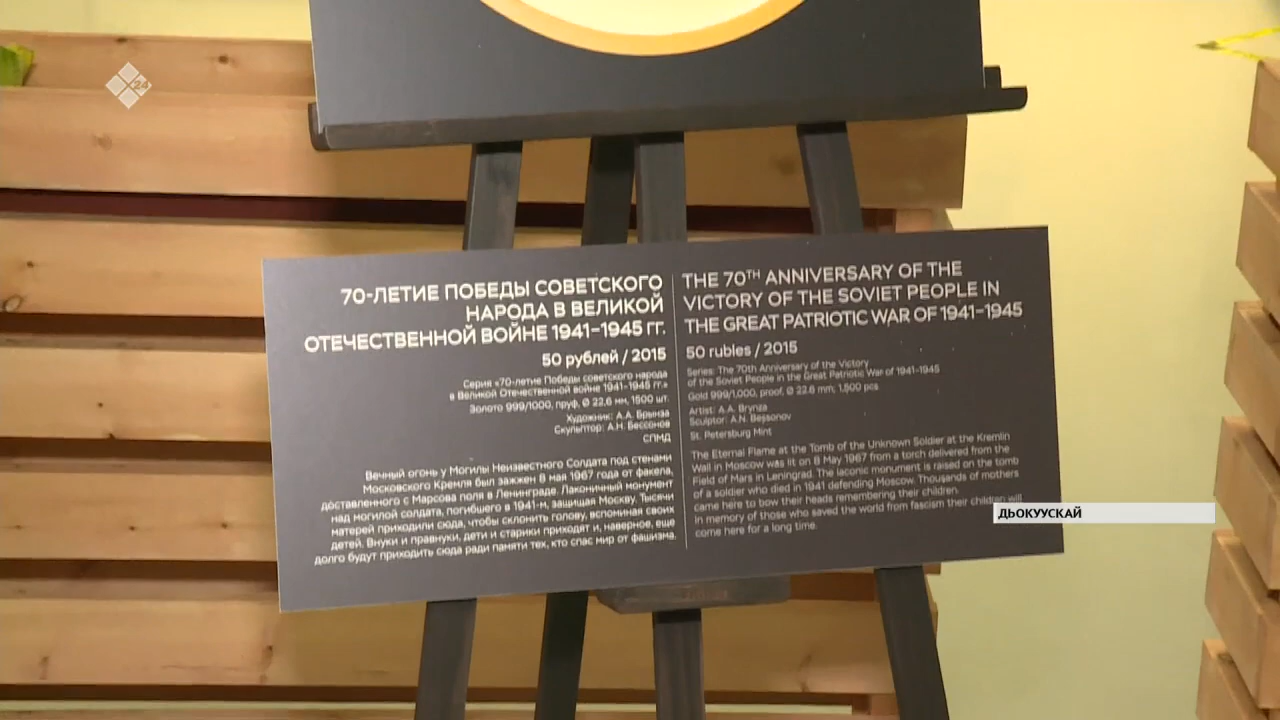 Х24
70-ЛЕТИЕ ПОБЕДЫ СОВЕТСКОГО
НАРОДА В ВЕЛИКОЙ
ОТЕЧЕСТВЕННОЙ ВОЙНЕ 1941–1945 ГГ.
50 рублей / 2015
Серия «70-летие Победы советского народа
в Великой Отечественной войне 1941-1945 гг.»
Золото 999/1000, пруф, Ø 22,6 мм, 1500 шт.
Художник: А.А. Брынза
Скульптор: А.Н. Бессонов
СПМД
Вечный огонь у Могилы Неизвестного Солдата под стенами
Московского Кремля был зажжен 8 мая 1967 года от факела,
доставленного с Марсова поля в Ленинграде. Лаконичный монумент
над могилой солдата, погибшего в 1941-м, защищая Москву. Тысячи
матерей приходили сюда, чтобы склонить голову, вспоминая своих
детей. Внуки и правнуки, дети и старики приходят и, наверное, еще
долго будут приходить сюда ради памяти тех, кто спас мир от фашизма.
THE 70TH ANNIVERSARY OF THE
VICTORY OF THE SOVIET PEOPLE IN
THE GREAT PATRIOTIC WAR OF 1941–1945
50 rubles / 2015
Series: The 70th Anniversary of the Victory
of the Soviet People in the Great Patriotic War of 1941-1945
Gold 999/1,000, proof, Ø 22.6 mm, 1,500 pcs
Artist: A.A. Brynza
Sculptor: A.N. Bessonov
St. Petersburg Mint
The Eternal Flame at the Tomb of the Unknown Soldier at the Kremlin
Wall in Moscow was lit on 8 May 1967 from a torch delivered from the
Field of Mars in Leningrad. The laconic monument is raised on the tomb
of a soldier who died in 1941 defending Moscow. Thousands of mothers
came here to bow their heads remembering their children.
In memory of those who saved the world from fascism their children will
come here for a long time.
ДЬОКУУСКАЙ